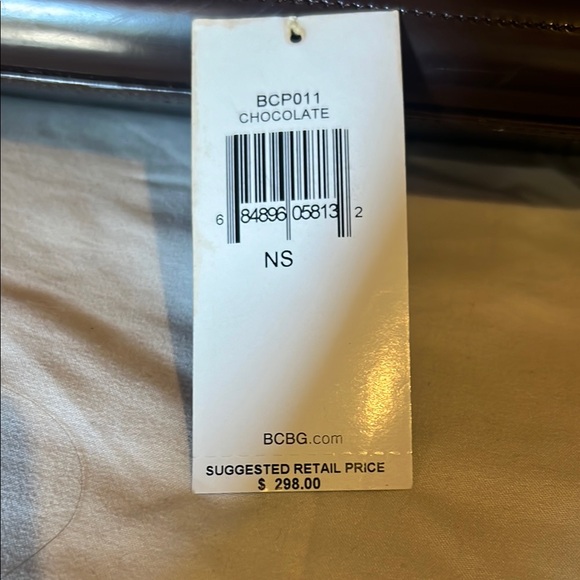 BCP011
CHOCOLATE
6 84896 05813 2
NS
BCBG.com
SUGGESTED RETAIL PRICE
$ 298.00